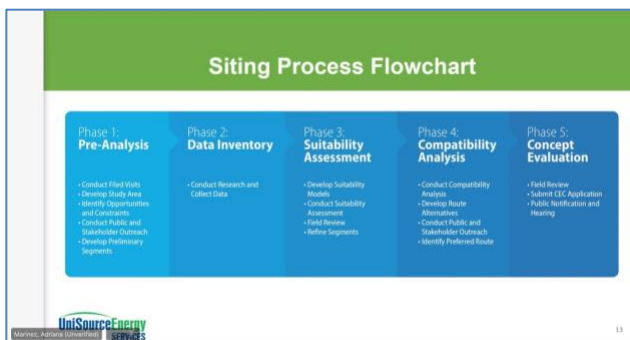 Siting Process Flowchart
Phase 1:
Pre-Analysis
• Conduct Filed Visits
• Develop Study Area
• Identify Opportunities
and Constraints
• Conduct Public and
Stakeholder Outreach
• Develop Preliminary
Segments
Phase 2:
Data Inventory
• Conduct Research and
Collect Data
Phase 3:
Suitability
Assessment
• Develop Suitability
Models
• Conduct Suitability
Assessment
• Field Review
• Refine Segments
Phase 4:
Compatibility
Analysis
• Conduct Compatibility
Analysis
• Develop Route
Alternatives
• Conduct Public and
Stakeholder Outreach
• Identify Preferred Route
Phase 5:
Concept
Evaluation
• Field Review
• Submit CEC Application
• Public Notification and
Hearing
UniSourceEnergy
SERVICES
Marinez, Adriana (Unverified)
13